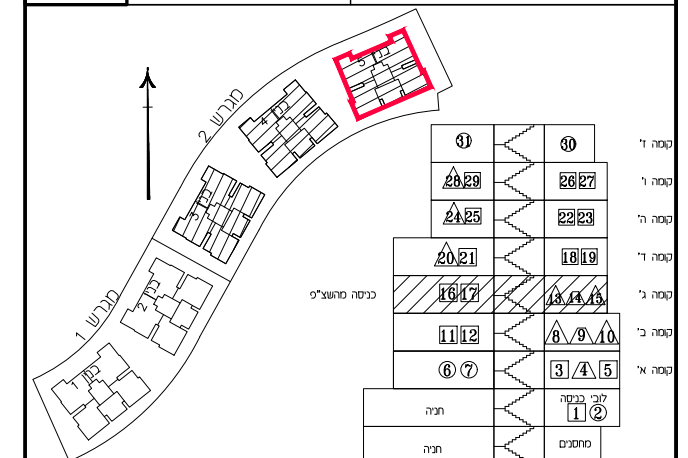 בנין 5
בנין 4
מגרש 2
בנין 3
בנין 2
מגרש 1
בנין 1
31 30 קומה ז'
28 29 26 27 קומה ו'
24 25 22 23 קומה ה'
20 21 18 19 קומה ד'
כניסה מהשצ"פ 16 17 13 14 15 קומה ג'
11 12 8 9 10 קומה ב'
6 7 3 4 5 קומה א'
חניה לובי כניסה
1 2
חניה מחסנים